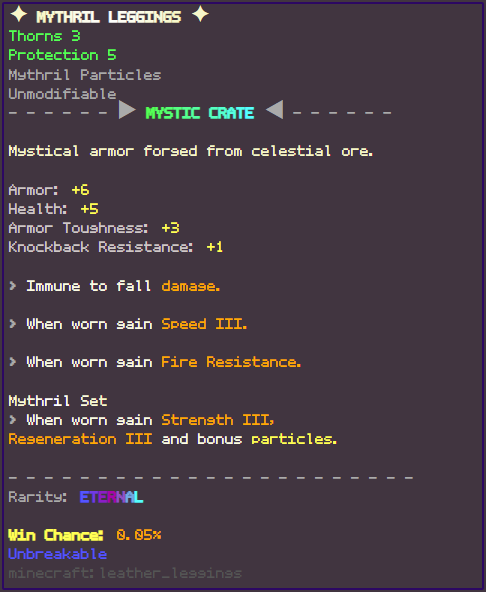 ✦ MYTHRIL LEGGINGS ✦
Thorns 3
Protection 5
Mythril Particles
Unmodifiable
- - - - - - ▶ MYSTIC CRATE ◀ - - - - - -
Mystical armor forged from celestial ore.
Armor: +6
Health: +5
Armor Toughness: +3
Knockback Resistance: +1
> Immune to fall damage.
> When worn gain Speed III.
> When worn gain Fire Resistance.
Mythril Set
> When worn gain Strength III,
Regeneration III and bonus particles.
- - - - - - - - - - - - - - - - - - - - - - - -
Rarity: ETERNAL
Win Chance: 0.05%
Unbreakable
minecraft:leather_leggings